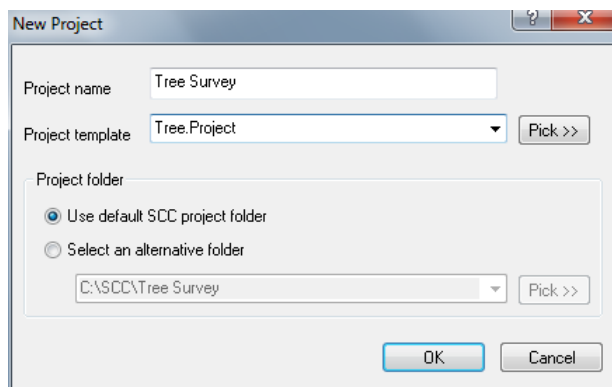 New Project
Project name Tree Survey
Project template Tree.Project Pick >>
Project folder
Use default SCC project folder
Select an alternative folder
C:\SCC\Tree Survey Pick >>
OK Cancel